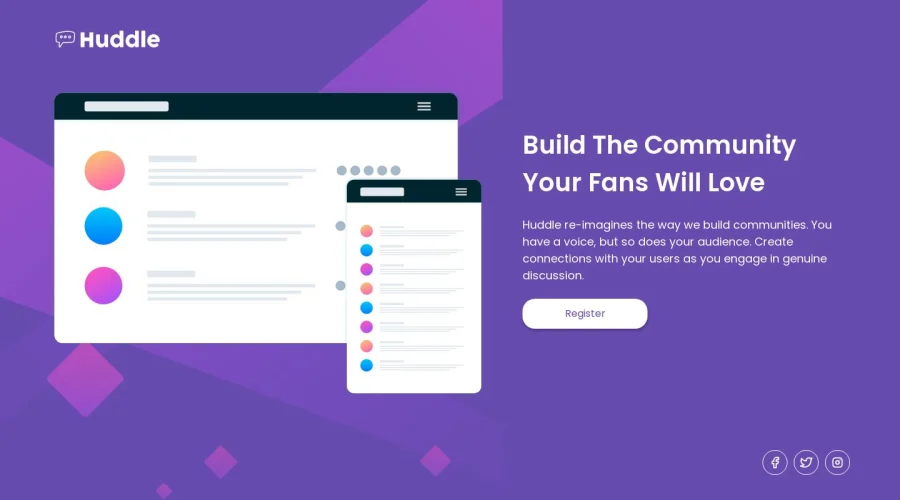 Huddle
Build The Community
Your Fans Will Love
Huddle re-imagines the way we build communities. You
have a voice, but so does your audience. Create
connections with your users as you engage in genuine
discussion.
Register